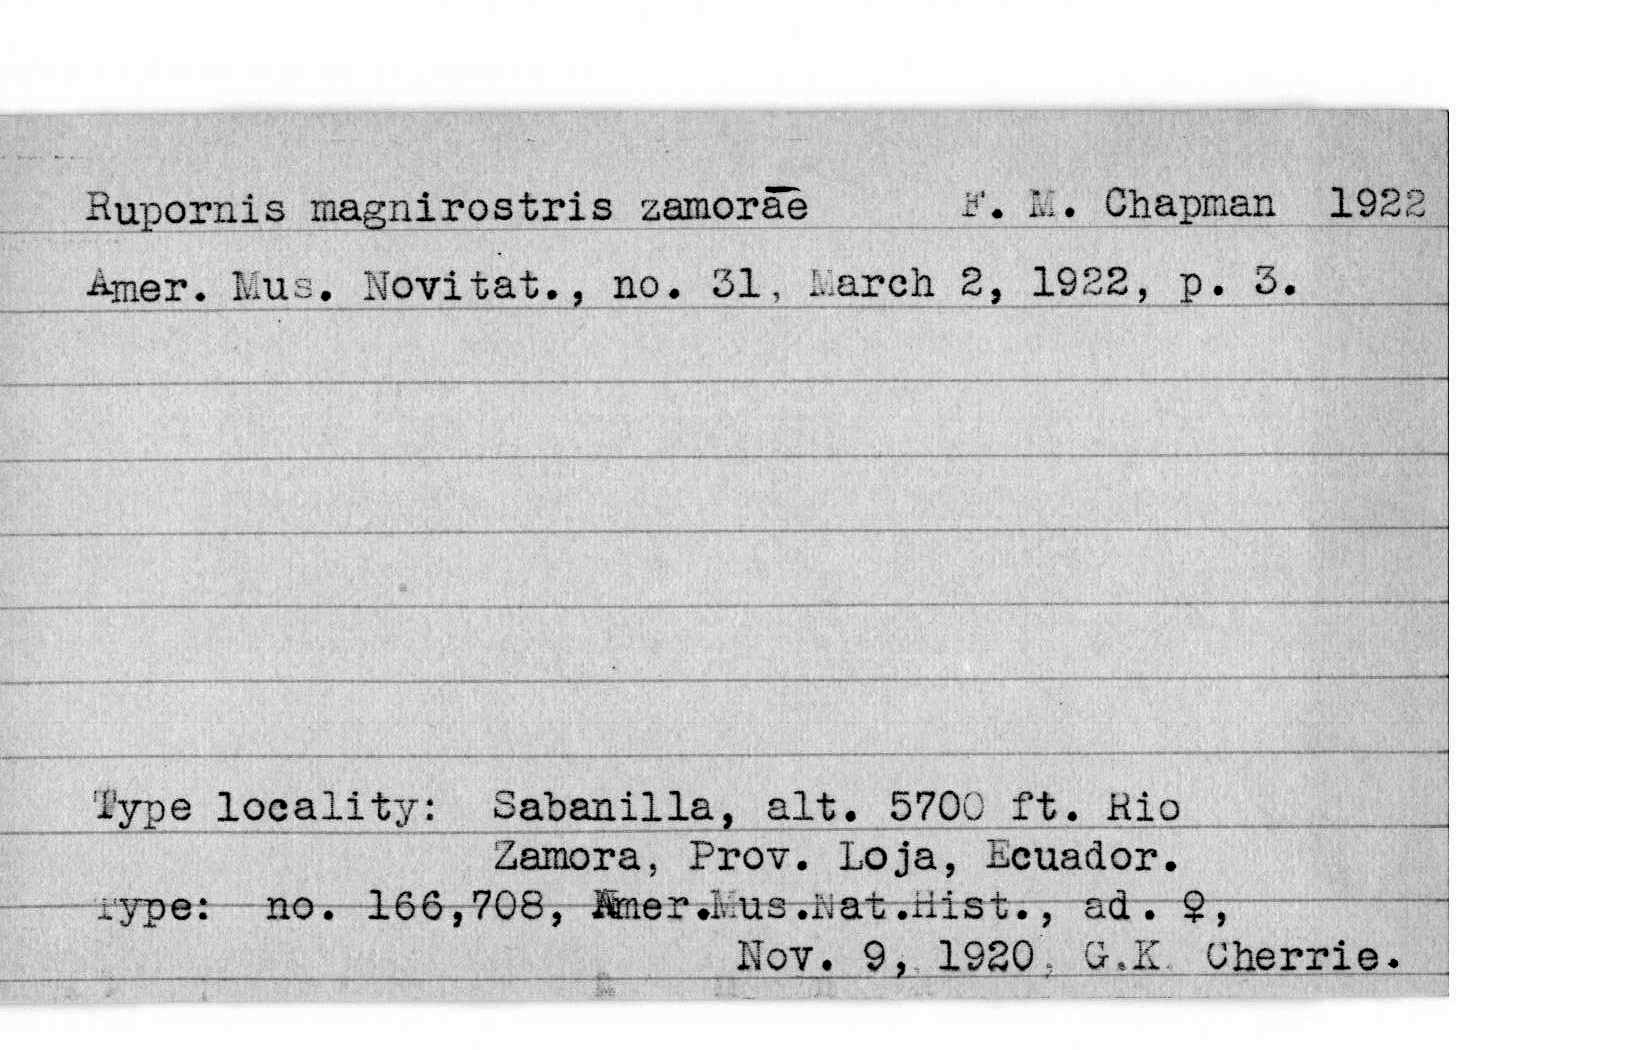 Rupornis magnirostris zamorae F. M. Chapman 1922
Amer. Mus. Novitat., no. 31, March 2, 1922, p. 3.
Type locality: Sabanilla, alt. 5700 ft. Rio
Zamora, Prov. Loja, Ecuador.
Type: no. 166,708, Amer.Mus.Nat.Hist., ad. ♀,
Nov. 9, 1920, G.K. Cherrie.